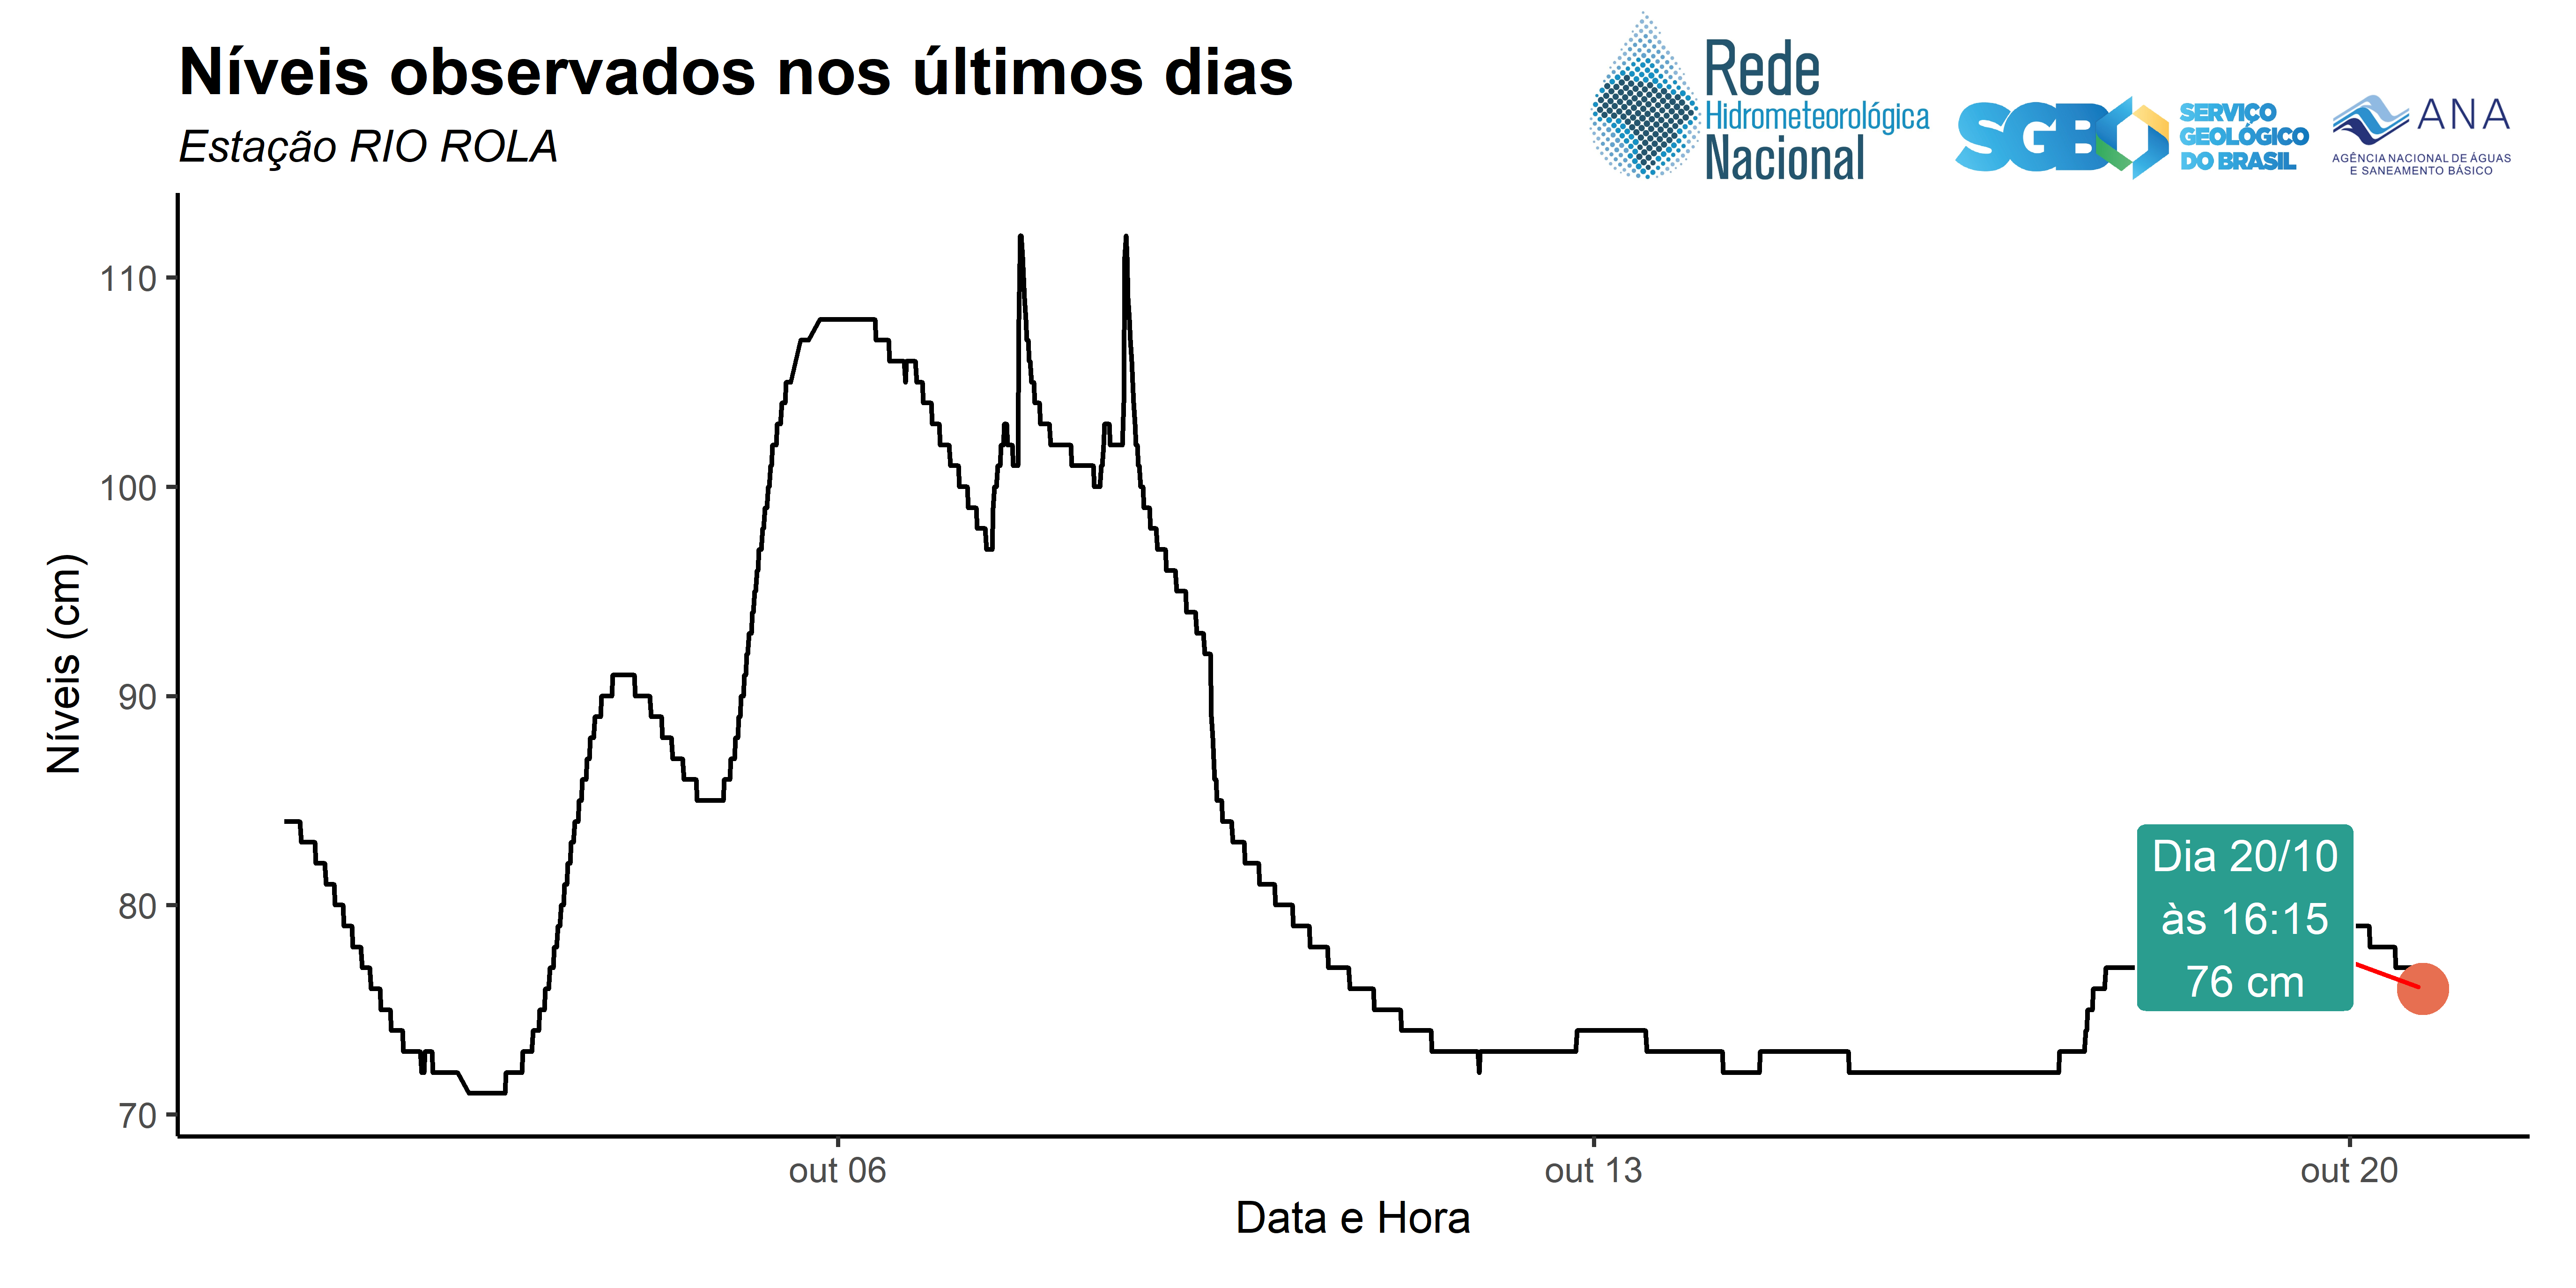 Níveis observados nos últimos dias
Estação RIO ROLA
Rede
Hidrometeorológica
Nacional
SGB
SERVIÇO
GEOLÓGICO
DO BRASIL
ANA
AGÊNCIA NACIONAL DE ÁGUAS
E SANEAMENTO BÁSICO
Níveis (cm)
110
100
90
80
70
Dia 20/10
às 16:15
76 cm
out 06
out 13
out 20
Data e Hora